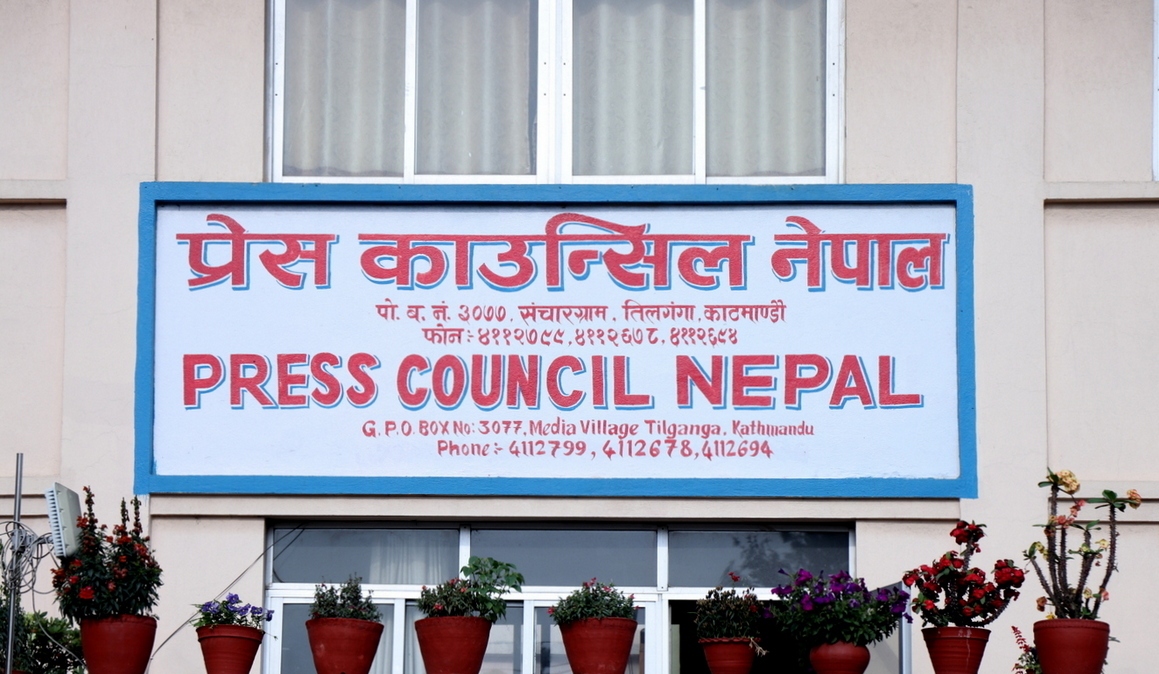 प्रेस काउन्सिल नेपाल
पो. व. नं. ३०७७, संचारग्राम, तिलगंगा, काठमाण्डौ
फोन:-४११२७९९,४११२६७८,४११२६९४
PRESS COUNCIL NEPAL
G.P.O. BOX No: 3077, Media Village Tilganga, Kathmandu
Phone:- 4112799, 4112678,4112694